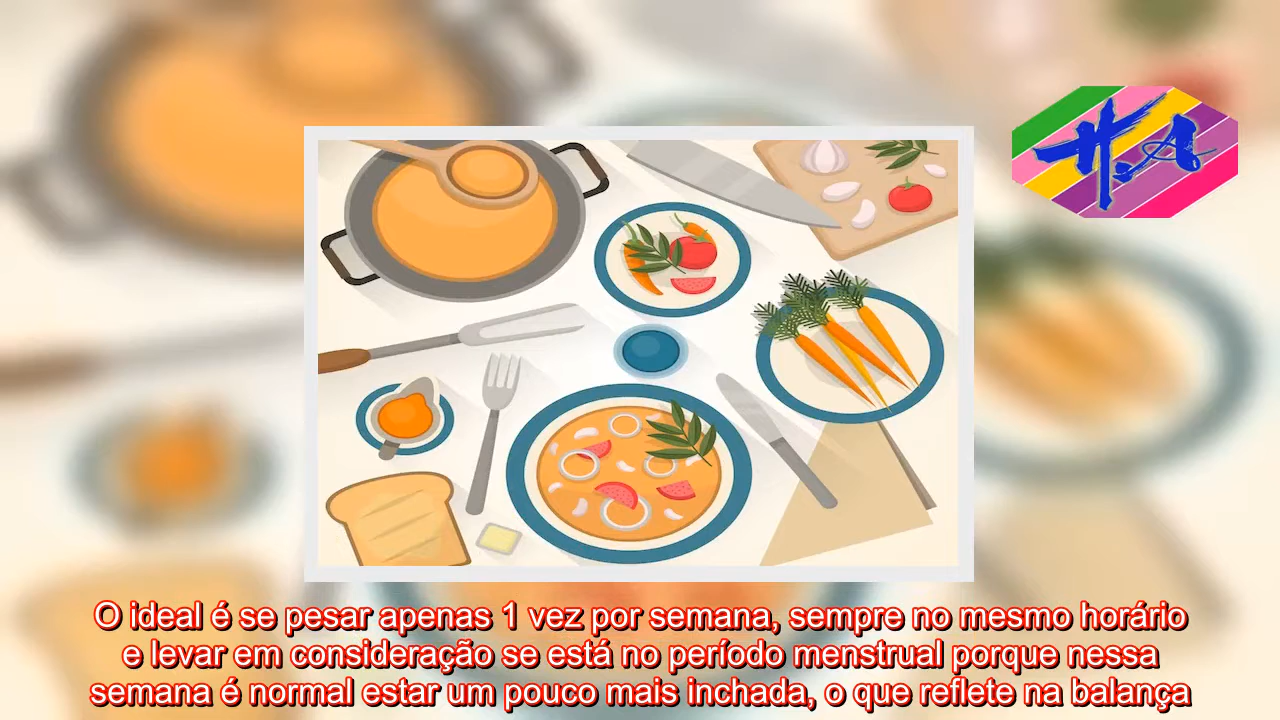 H.A
O ideal é se pesar apenas 1 vez por semana, sempre no mesmo horário
e levar em consideração se está no período menstrual porque nessa
semana é normal estar um pouco mais inchada, o que reflete na balança